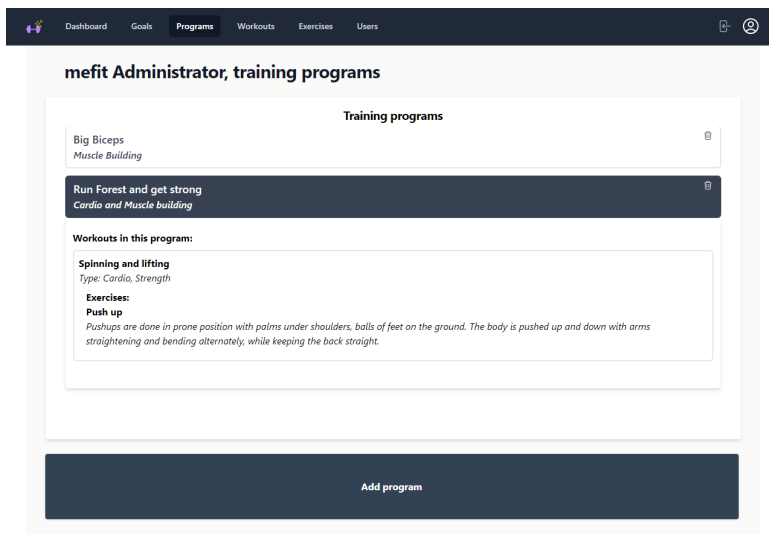 Dashboard Goals Programs Workouts Exercises Users
mefit Administrator, training programs
Training programs
Big Biceps
Muscle Building
Run Forest and get strong
Cardio and Muscle building
Workouts in this program:
Spinning and lifting
Type: Cardio, Strength
Exercises:
Push up
Pushups are done in prone position with palms under shoulders, balls of feet on the ground. The body is pushed up and down with arms
straightening and bending alternately, while keeping the back straight.
Add program